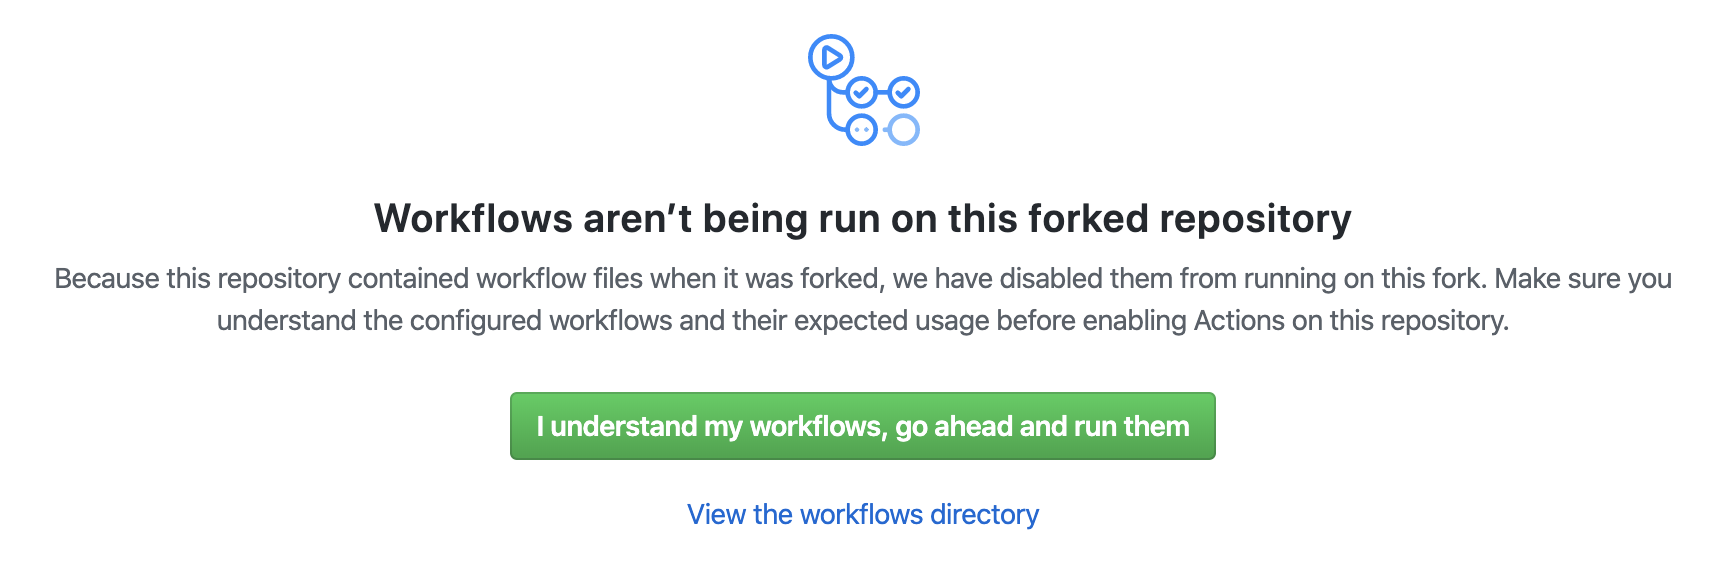 Workflows aren’t being run on this forked repository
Because this repository contained workflow files when it was forked, we have disabled them from running on this fork. Make sure you
understand the configured workflows and their expected usage before enabling Actions on this repository.
I understand my workflows, go ahead and run them
View the workflows directory